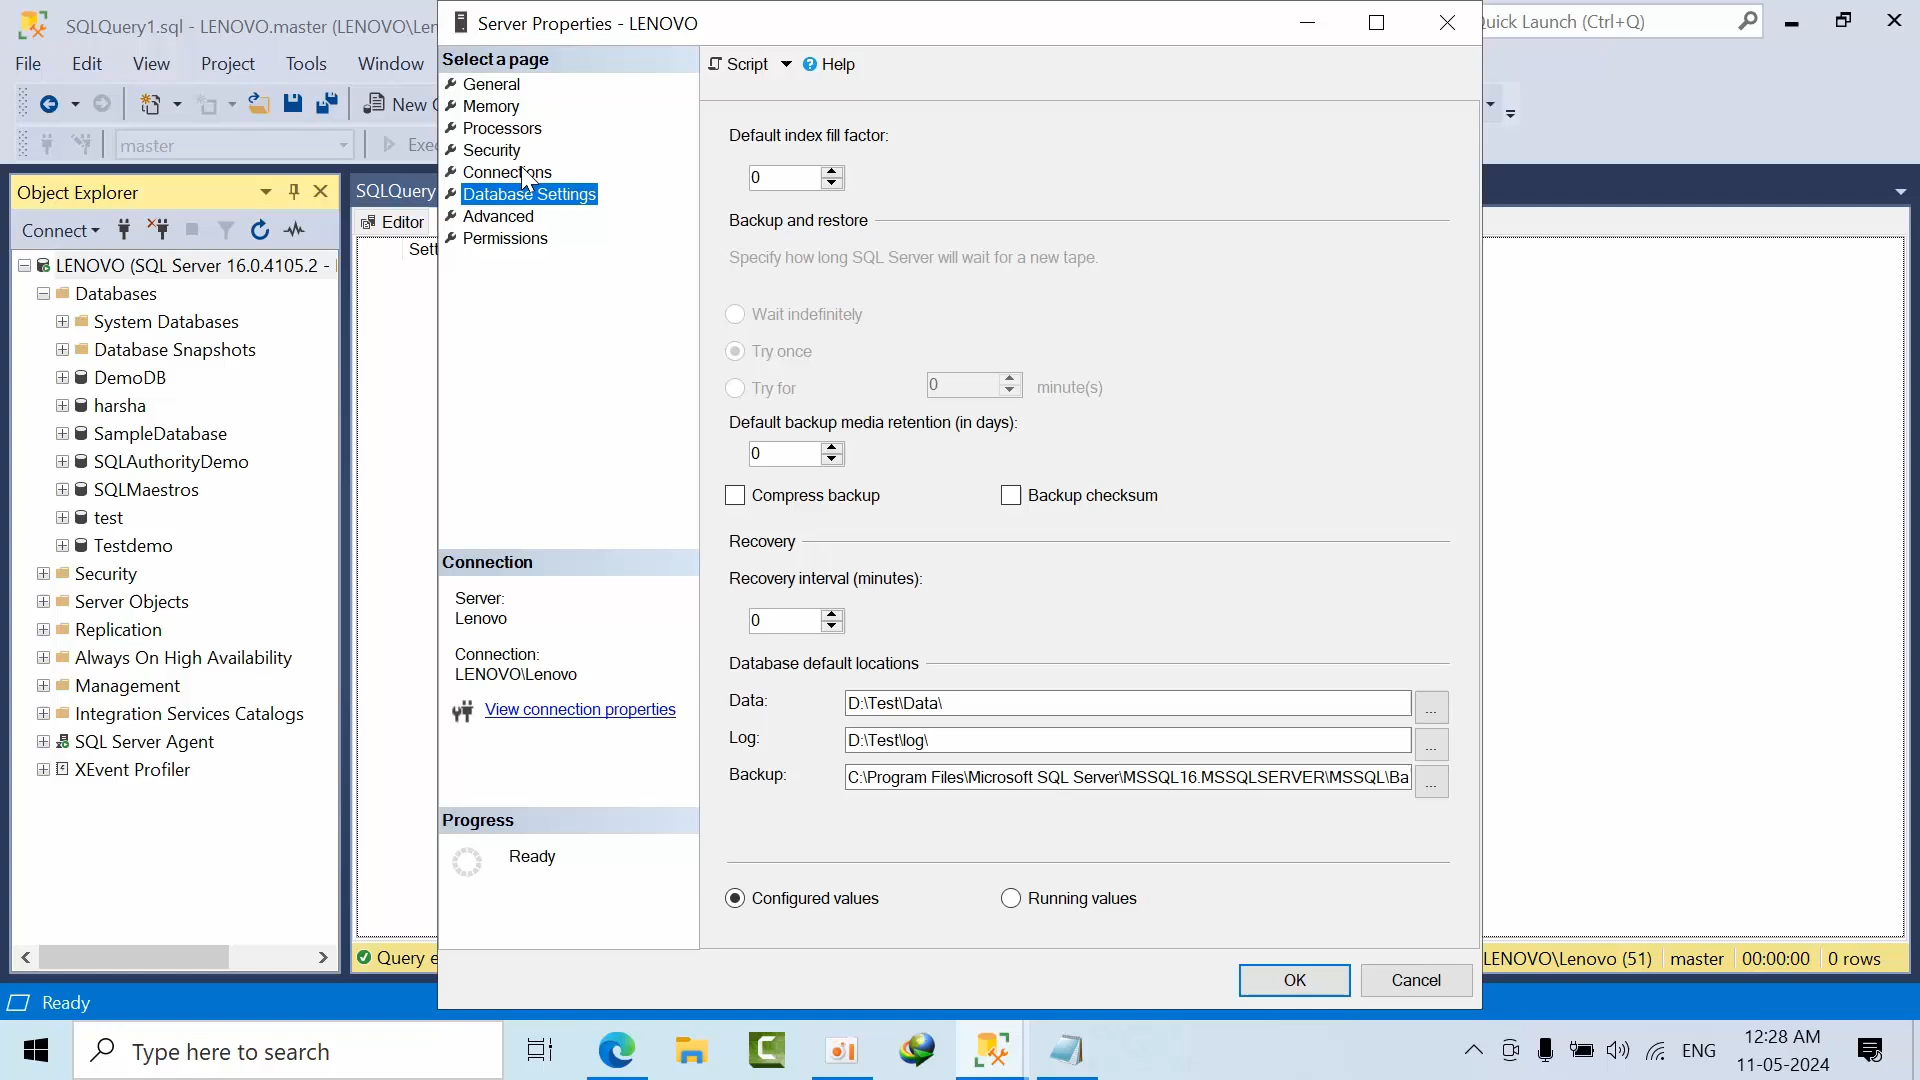 SQLQuery1.sql - LENOVO.master (LENOVO\Ler
Server Properties - LENOVO
uick Launch (Ctrl+Q)
File Edit View Project Tools Window
New
master
Exec
Object Explorer
Connect
LENOVO (SQL Server 16.0.4105.2 -
Databases
System Databases
Database Snapshots
DemoDB
harsha
SampleDatabase
SQLAuthorityDemo
SQLMaestros
test
Testdemo
Security
Server Objects
Replication
Always On High Availability
Management
Integration Services Catalogs
SQL Server Agent
XEvent Profiler
SQLQuery
Editor
Sett
Query e
Select a page
General
Memory
Processors
Security
Connections
Database Settings
Advanced
Permissions
Connection
Server:
Lenovo
Connection:
LENOVO\Lenovo
View connection properties
Progress
Ready
Script Help
Default index fill factor:
0
Backup and restore
Specify how long SQL Server will wait for a new tape.
Wait indefinitely
Try once
Try for 0 minute(s)
Default backup media retention (in days):
0
Compress backup Backup checksum
Recovery
Recovery interval (minutes):
0
Database default locations
Data: D:\Test\Data\ ...
Log: D:\Test\log\ ...
Backup: C:\Program Files\Microsoft SQL Server\MSSQL16.MSSQLSERVER\MSSQL\Ba ...
Configured values Running values
OK Cancel
LENOVO\Lenovo (51) master 00:00:00 0 rows
Ready
Type here to search
ENG
12:28 AM
11-05-2024